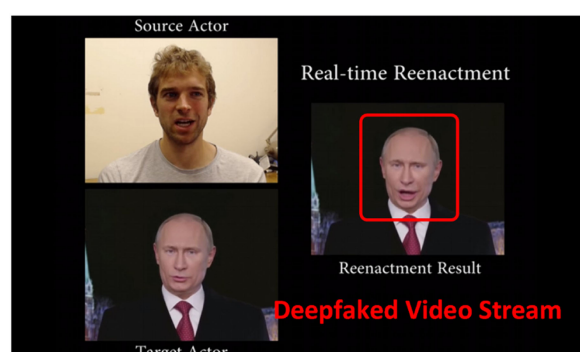 Source Actor
Real-time Reenactment
Reenactment Result
Deepfaked Video Stream
Target Actor